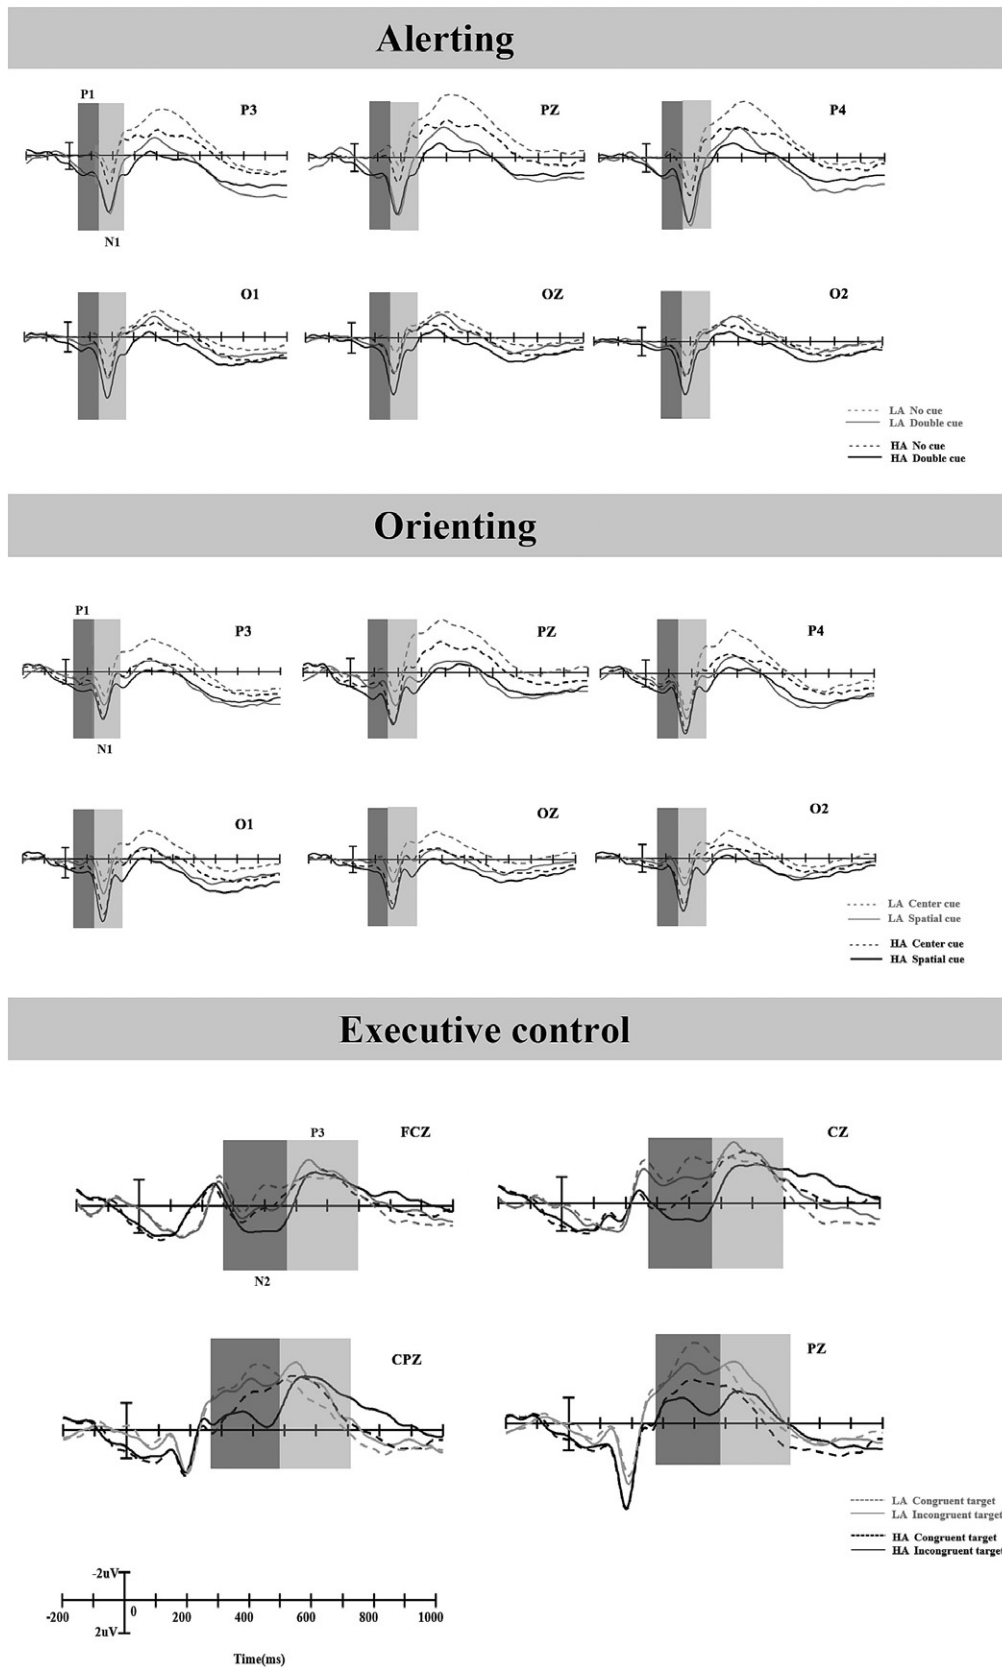 Alerting
P1
P3
PZ
P4
N1
O1
OZ
O2
LA No cue
LA Double cue
HA No cue
HA Double cue
Orienting
P1
P3
PZ
P4
N1
O1
OZ
O2
LA Center cue
LA Spatial cue
HA Center cue
HA Spatial cue
Executive control
P3
FCZ
CZ
N2
CPZ
PZ
LA Congruent target
LA Incongruent target
HA Congruent target
HA Incongruent target
-2uV
-200 0 200 400 600 800 1000
2uV
Time(ms)